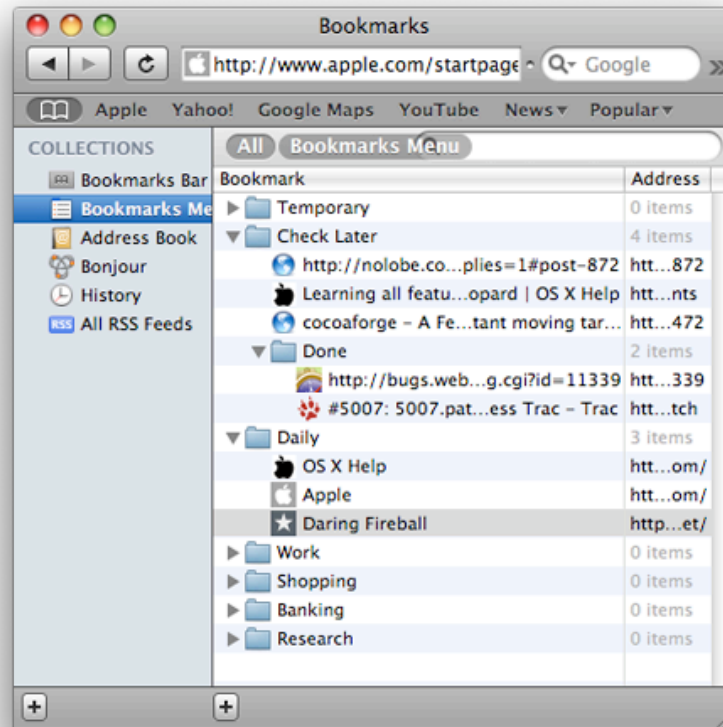 Bookmarks
http://www.apple.com/startpage Google
Apple Yahoo! Google Maps YouTube News Popular
COLLECTIONS
Bookmarks Bar
Bookmarks Me
Address Book
Bonjour
History
RSS All RSS Feeds
All Bookmarks Menu
Bookmark Address
Temporary 0 items
Check Later 4 items
http://nolobe.co...plies=1#post-872 htt...872
Learning all featu...opard | OS X Help htt...nts
cocoaforge – A Fe...tant moving tar... htt...472
Done 2 items
http://bugs.web...g.cgi?id=11339 htt...339
#5007: 5007.pat...ess Trac – Trac htt...tch
Daily 3 items
OS X Help htt...om/
Apple htt...om/
Daring Fireball http...et/
Work 0 items
Shopping 0 items
Banking 0 items
Research 0 items